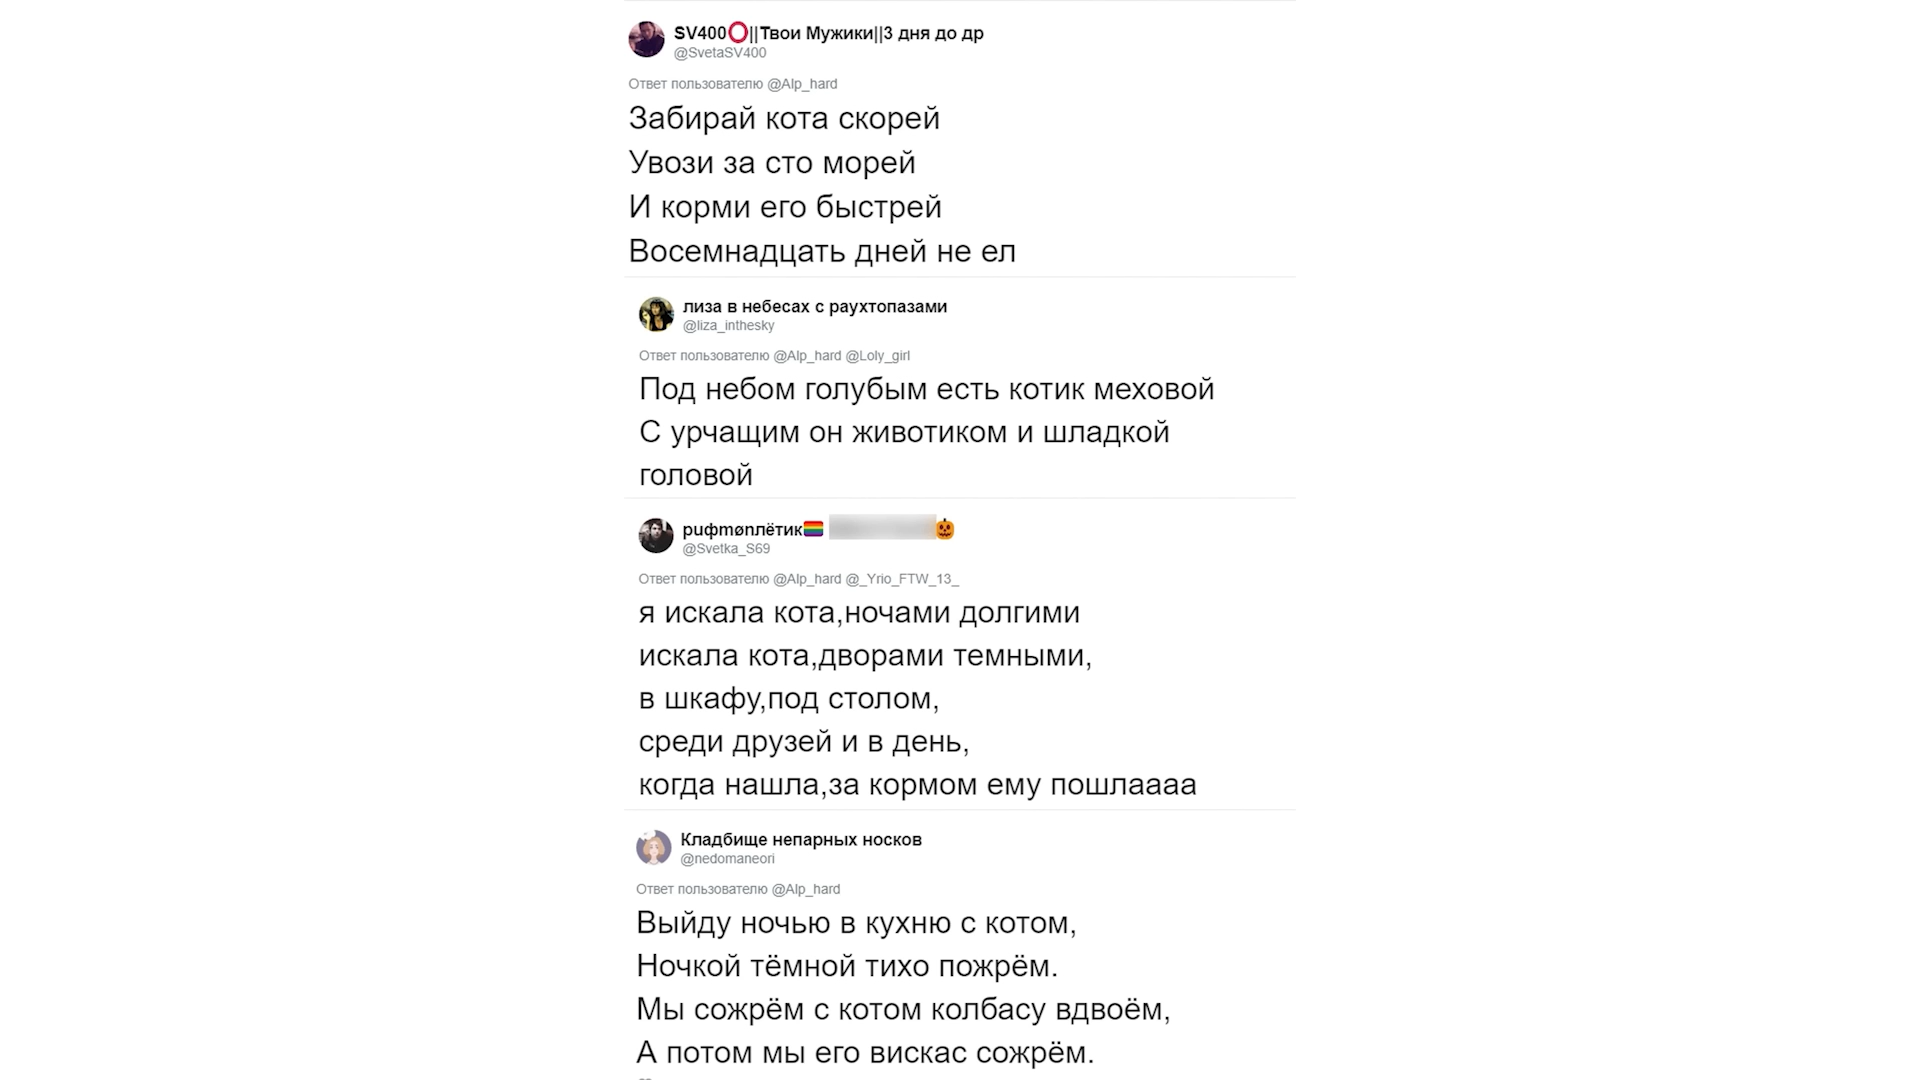 SV400⭕||Твои Мужики||3 дня до др
@SvetaSV400
Ответ пользователю @Alp_hard
Забирай кота скорей
Увози за сто морей
И корми его быстрей
Восемнадцать дней не ел
лиза в небесах с раухтопазами
@liza_inthesky
Ответ пользователю @Alp_hard @Loly_girl
Под небом голубым есть котик меховой
С урчащим он животиком и шладкой
головой
puфmønлётик🏳️‍🌈 🎃
@Svetka_S69
Ответ пользователю @Alp_hard @_Yrio_FTW_13_
я искала кота,ночами долгими
искала кота,дворами темными,
в шкафу,под столом,
среди друзей и в день,
когда нашла,за кормом ему пошлаааа
Кладбище непарных носков
@nedomaneori
Ответ пользователю @Alp_hard
Выйду ночью в кухню с котом,
Ночкой тёмной тихо пожрём.
Мы сожрём с котом колбасу вдвоём,
А потом мы его вискас сожрём.